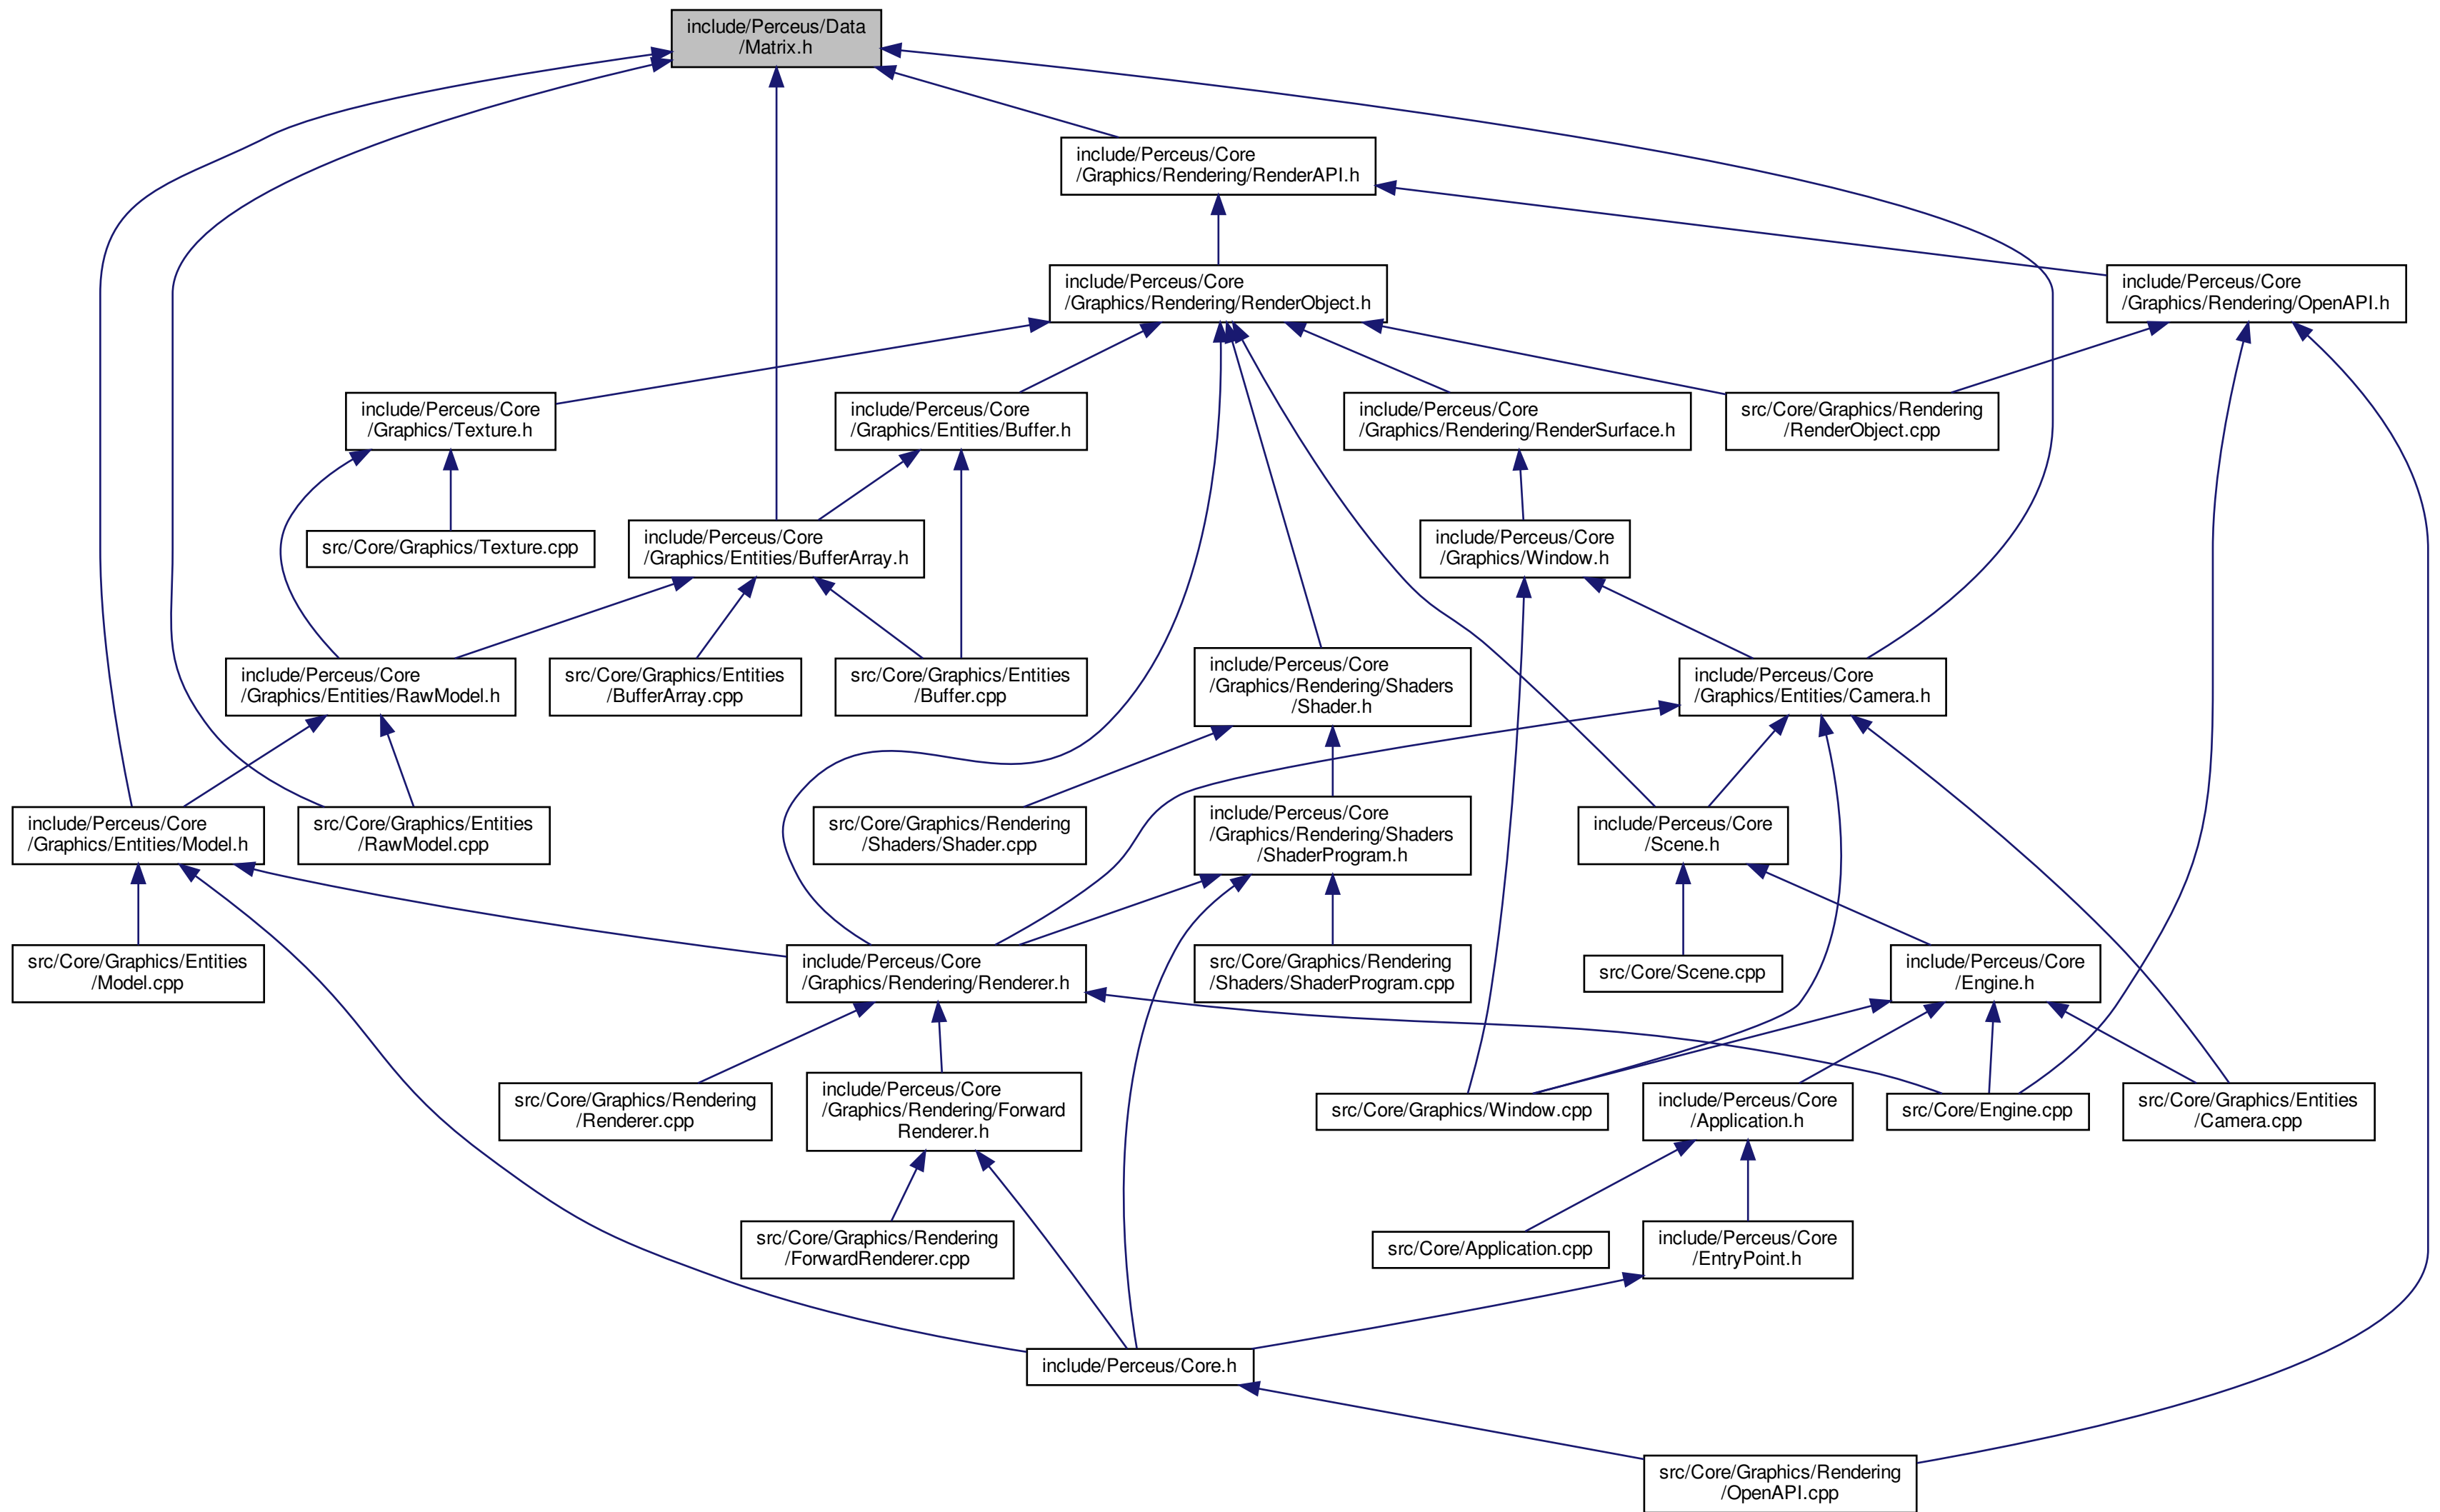 include/Perceus/Data
/Matrix.h
include/Perceus/Core
/Graphics/Rendering/RenderAPI.h
include/Perceus/Core
/Graphics/Rendering/RenderObject.h
include/Perceus/Core
/Graphics/Rendering/OpenAPI.h
include/Perceus/Core
/Graphics/Texture.h
include/Perceus/Core
/Graphics/Entities/Buffer.h
include/Perceus/Core
/Graphics/Rendering/RenderSurface.h
src/Core/Graphics/Rendering
/RenderObject.cpp
src/Core/Graphics/Texture.cpp
include/Perceus/Core
/Graphics/Entities/BufferArray.h
include/Perceus/Core
/Graphics/Window.h
include/Perceus/Core
/Graphics/Entities/RawModel.h
src/Core/Graphics/Entities
/BufferArray.cpp
src/Core/Graphics/Entities
/Buffer.cpp
include/Perceus/Core
/Graphics/Rendering/Shaders
/Shader.h
include/Perceus/Core
/Graphics/Entities/Camera.h
include/Perceus/Core
/Graphics/Entities/Model.h
src/Core/Graphics/Entities
/RawModel.cpp
src/Core/Graphics/Rendering
/Shaders/Shader.cpp
include/Perceus/Core
/Graphics/Rendering/Shaders
/ShaderProgram.h
include/Perceus/Core
/Scene.h
src/Core/Graphics/Entities
/Model.cpp
include/Perceus/Core
/Graphics/Rendering/Renderer.h
src/Core/Graphics/Rendering
/Shaders/ShaderProgram.cpp
src/Core/Scene.cpp
include/Perceus/Core
/Engine.h
src/Core/Graphics/Rendering
/Renderer.cpp
include/Perceus/Core
/Graphics/Rendering/Forward
Renderer.h
src/Core/Graphics/Window.cpp
include/Perceus/Core
/Application.h
src/Core/Engine.cpp
src/Core/Graphics/Entities
/Camera.cpp
src/Core/Graphics/Rendering
/ForwardRenderer.cpp
src/Core/Application.cpp
include/Perceus/Core
/EntryPoint.h
include/Perceus/Core.h
src/Core/Graphics/Rendering
/OpenAPI.cpp